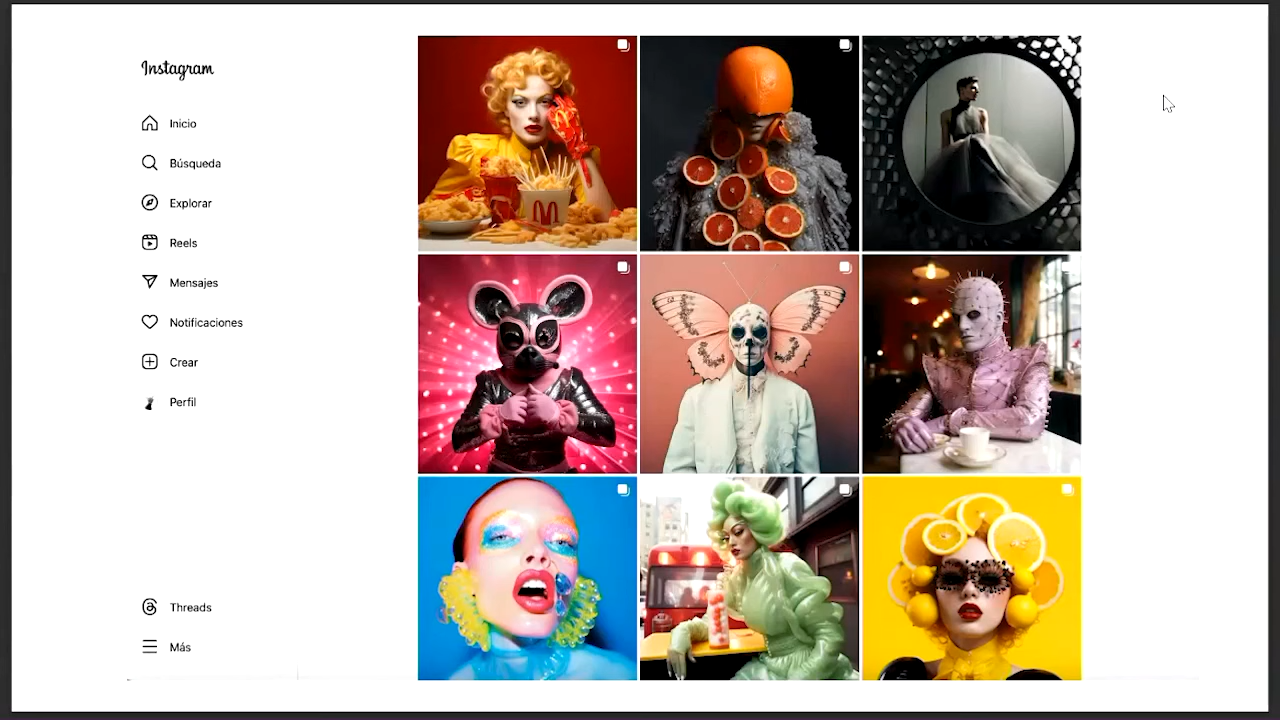 Instagram
Inicio
Búsqueda
Explorar
Reels
Mensajes
Notificaciones
Crear
Perfil
Threads
Más